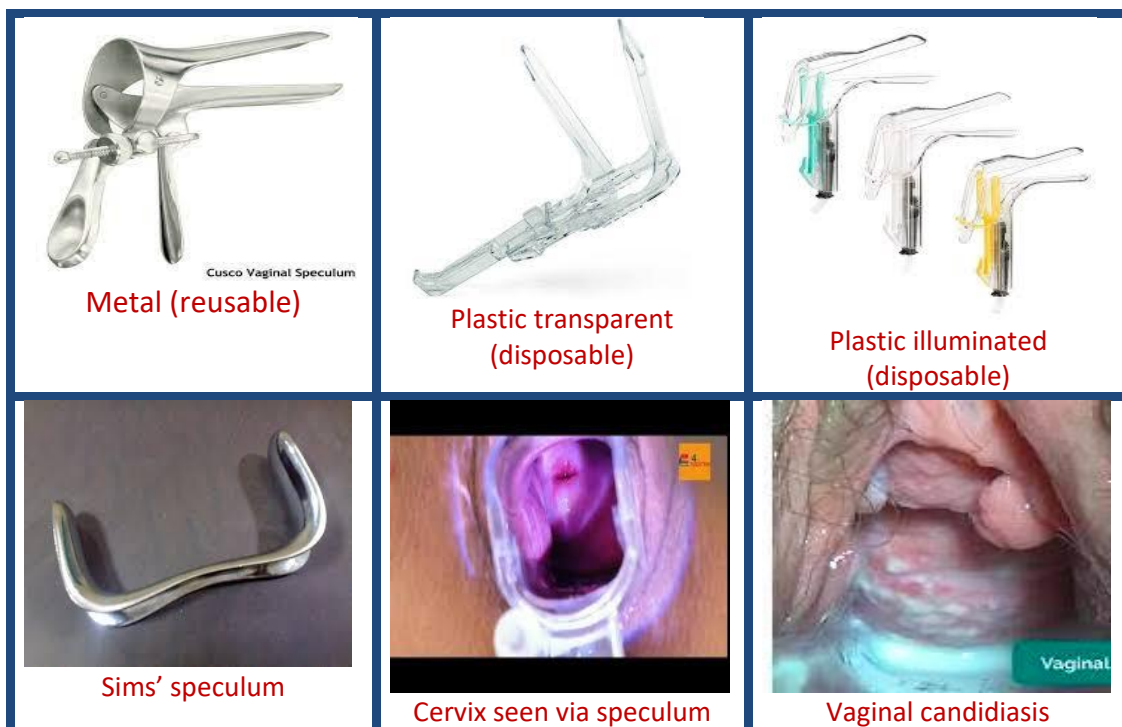 Cusco Vaginal Speculum
Metal (reusable)
Plastic transparent
(disposable)
Plastic illuminated
(disposable)
Sims’ speculum
4
Cervix seen via speculum
Vaginal
Vaginal candidiasis